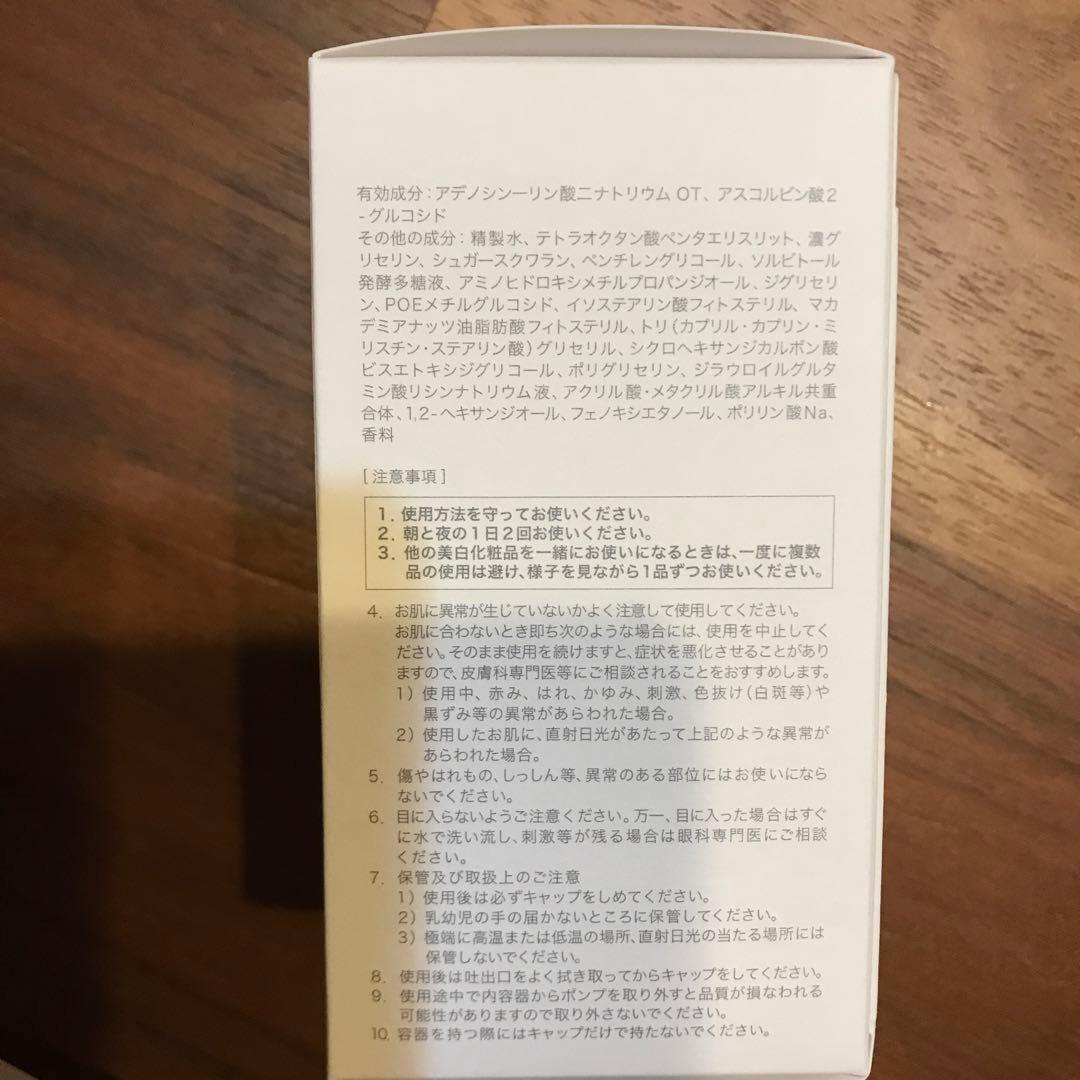 有効成分：アデノシン一リン酸二ナトリウム OT、アスコルビン酸2
-グルコシド
その他の成分：精製水、テトラオクタン酸ペンタエリスリット、濃グ
リセリン、シュガースクワラン、ペンチレングリコール、ソルビトール
発酵多糖液、アミノヒドロキシメチルプロパンジオール、ジグリセリ
ン、POEメチルグルコシド、イソステアリン酸フィトステリル、マカ
デミアナッツ油脂肪酸フィトステリル、トリ（カプリル・カプリン・ミ
リスチン・ステアリン酸）グリセリル、シクロヘキサンジカルボン酸
ビスエトキシジグリコール、ポリグリセリン、ジラウロイルグルタ
ミン酸リシンナトリウム液、アクリル酸・メタクリル酸アルキル共重
合体、1,2-ヘキサンジオール、フェノキシエタノール、ポリリン酸Na、
香料
[注意事項]
1. 使用方法を守ってお使いください。
2. 朝と夜の1日2回お使いください。
3. 他の美白化粧品を一緒にお使いになるときは、一度に複数
品の使用は避け、様子を見ながら1品ずつお使いください。
4. お肌に異常が生じていないかよく注意して使用してください。
お肌に合わないとき即ち次のような場合には、使用を中止してく
ださい。そのまま使用を続けますと、症状を悪化させることがあり
ますので、皮膚科専門医等にご相談されることをおすすめします。
1）使用中、赤み、はれ、かゆみ、刺激、色抜け（白斑等）や
黒ずみ等の異常があらわれた場合。
2）使用したお肌に、直射日光があたって上記のような異常が
あらわれた場合。
5. 傷やはれもの、しっしん等、異常のある部位にはお使いになら
ないでください。
6. 目に入らないようご注意ください。万一、目に入った場合はすぐ
に水で洗い流し、刺激等が残る場合は眼科専門医にご相談
ください。
7. 保管及び取扱上のご注意
1）使用後は必ずキャップをしめてください。
2）乳幼児の手の届かないところに保管してください。
3）極端に高温または低温の場所、直射日光の当たる場所には
保管しないでください。
8. 使用後は吐出口をよく拭き取ってからキャップをしてください。
9. 使用途中で内容器からポンプを取り外すと品質が損なわれる
可能性がありますので取り外さないでください。
10. 容器を持つ際にはキャップだけで持たないでください。